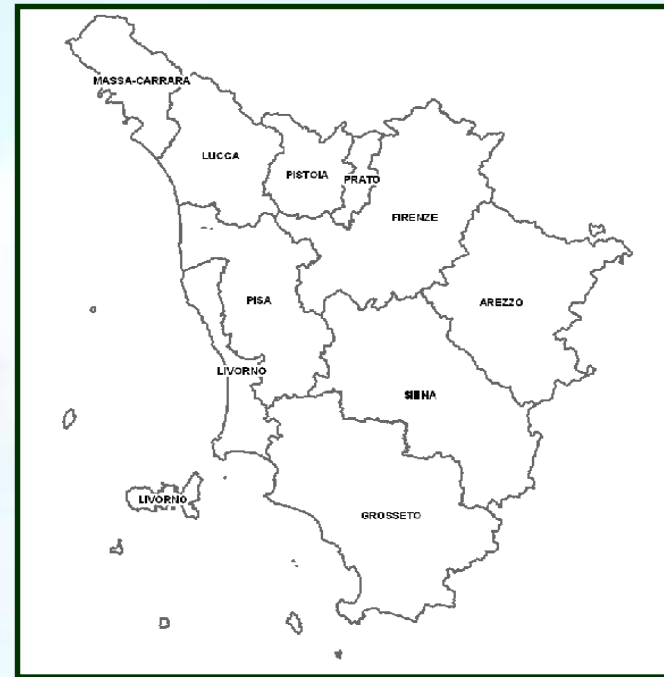 MASSA-CARRARA
LUCCA
PISTOIA
PRATO
FIRENZE
AREZZO
PISA
LIVORNO
SIENA
LIVORNO
GROSSETO